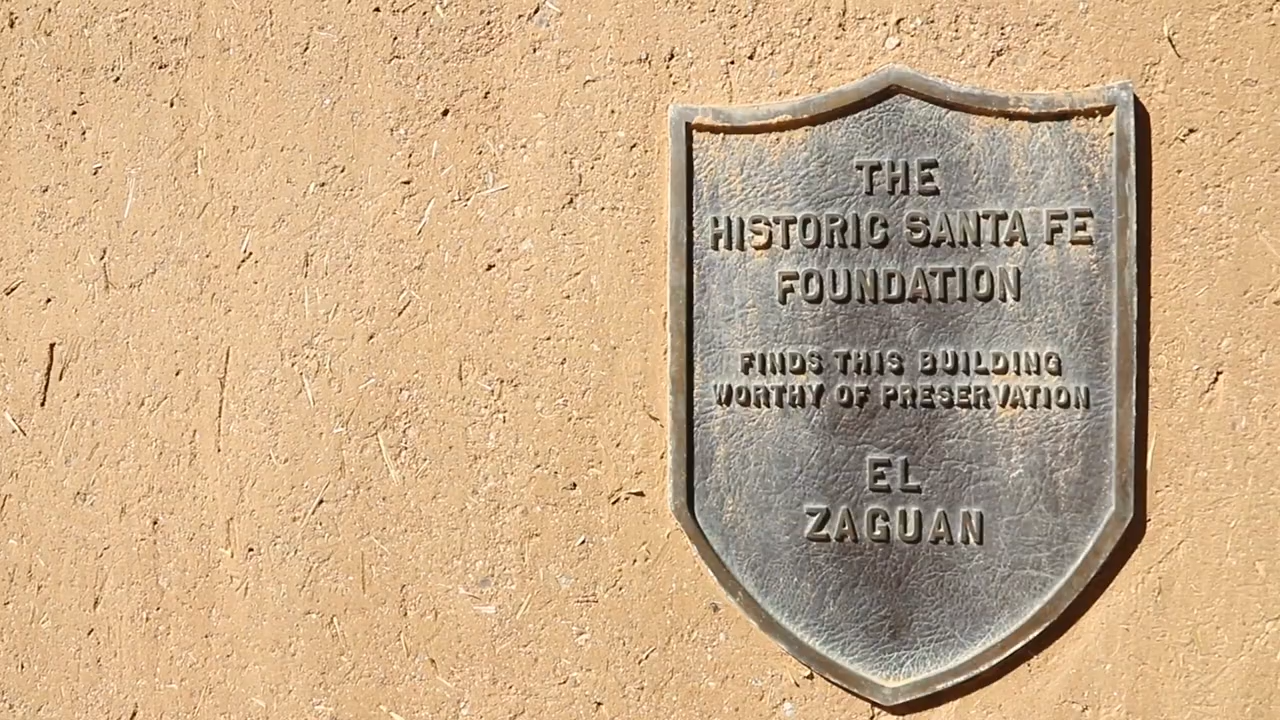 THE
HISTORIC SANTA FE
FOUNDATION
FINDS THIS BUILDING
WORTHY OF PRESERVATION
EL
ZAGUAN